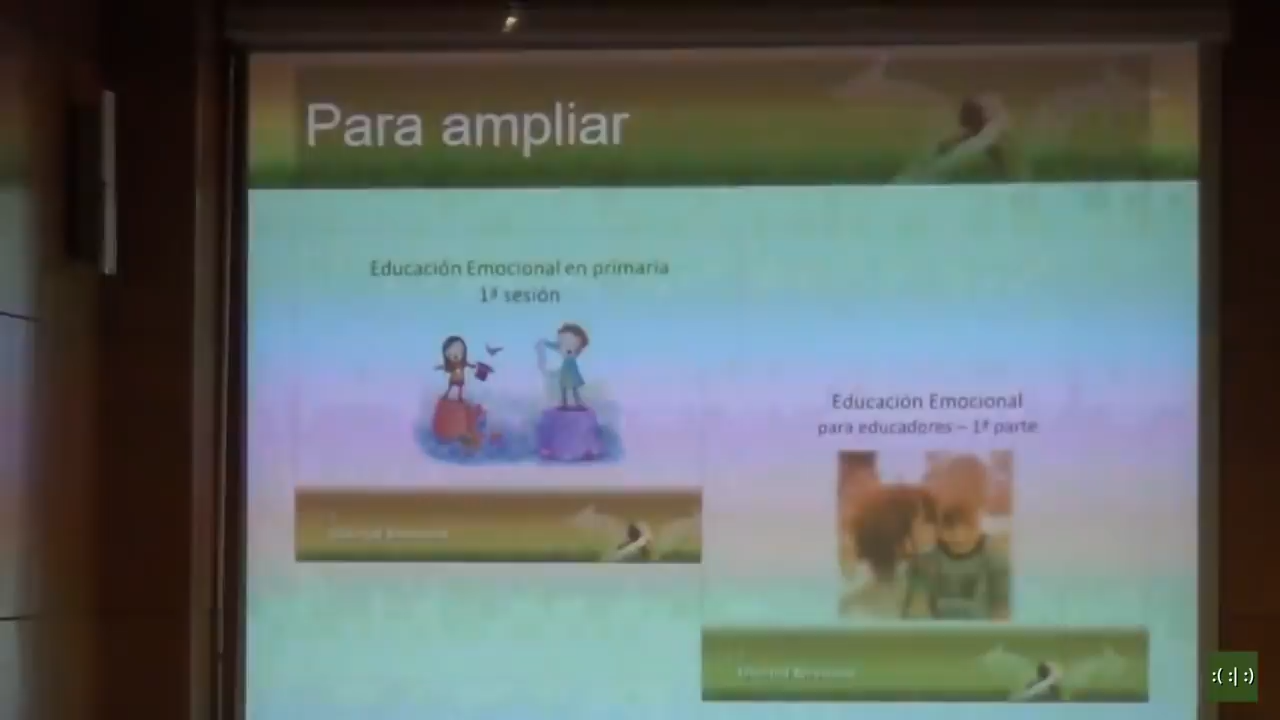 Para ampliar
Educación Emocional en primaria
1ª sesión
Educación Emocional
para educadores – 1ª parte
:( :| :)